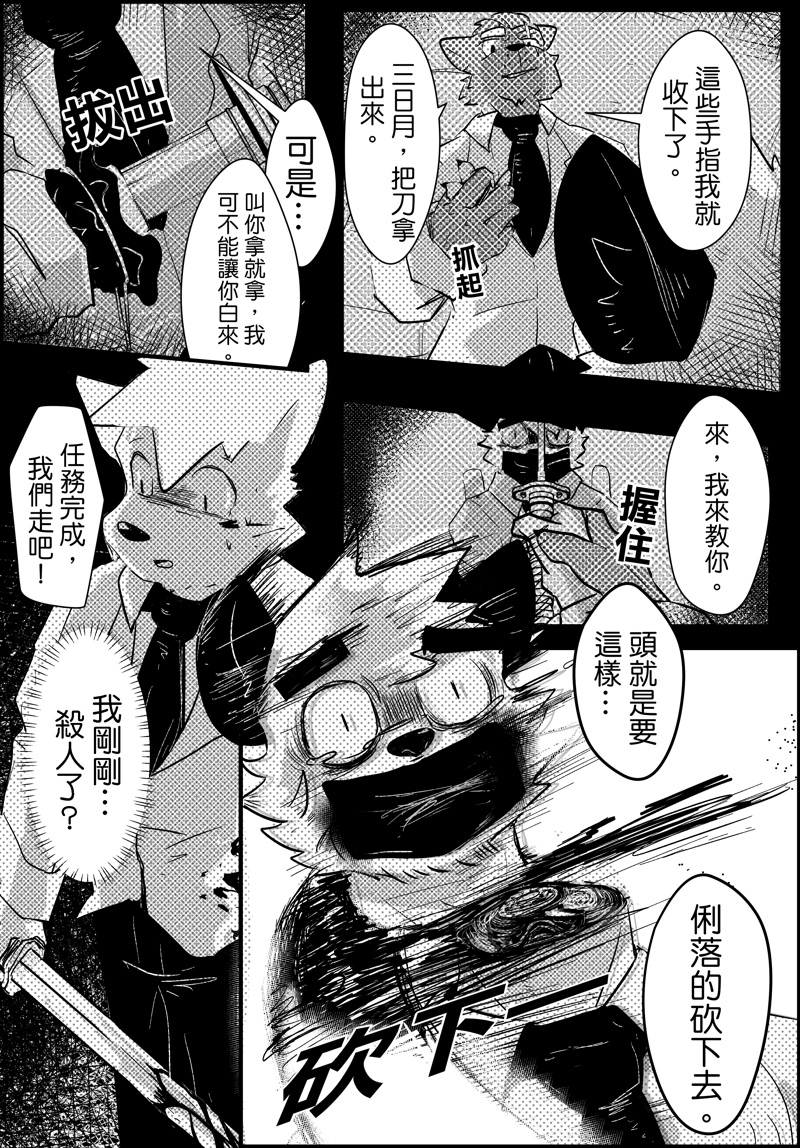 這些手指我就
收下了。
抓起
三日月，把刀拿
出來。
可是…
叫你拿就拿，我
可不能讓你白來。
拔出
來，我來教你。
握住
頭就是要
這樣…
俐落的砍下去。
砍下
任務完成，
我們走吧！
我剛剛…
殺人了？